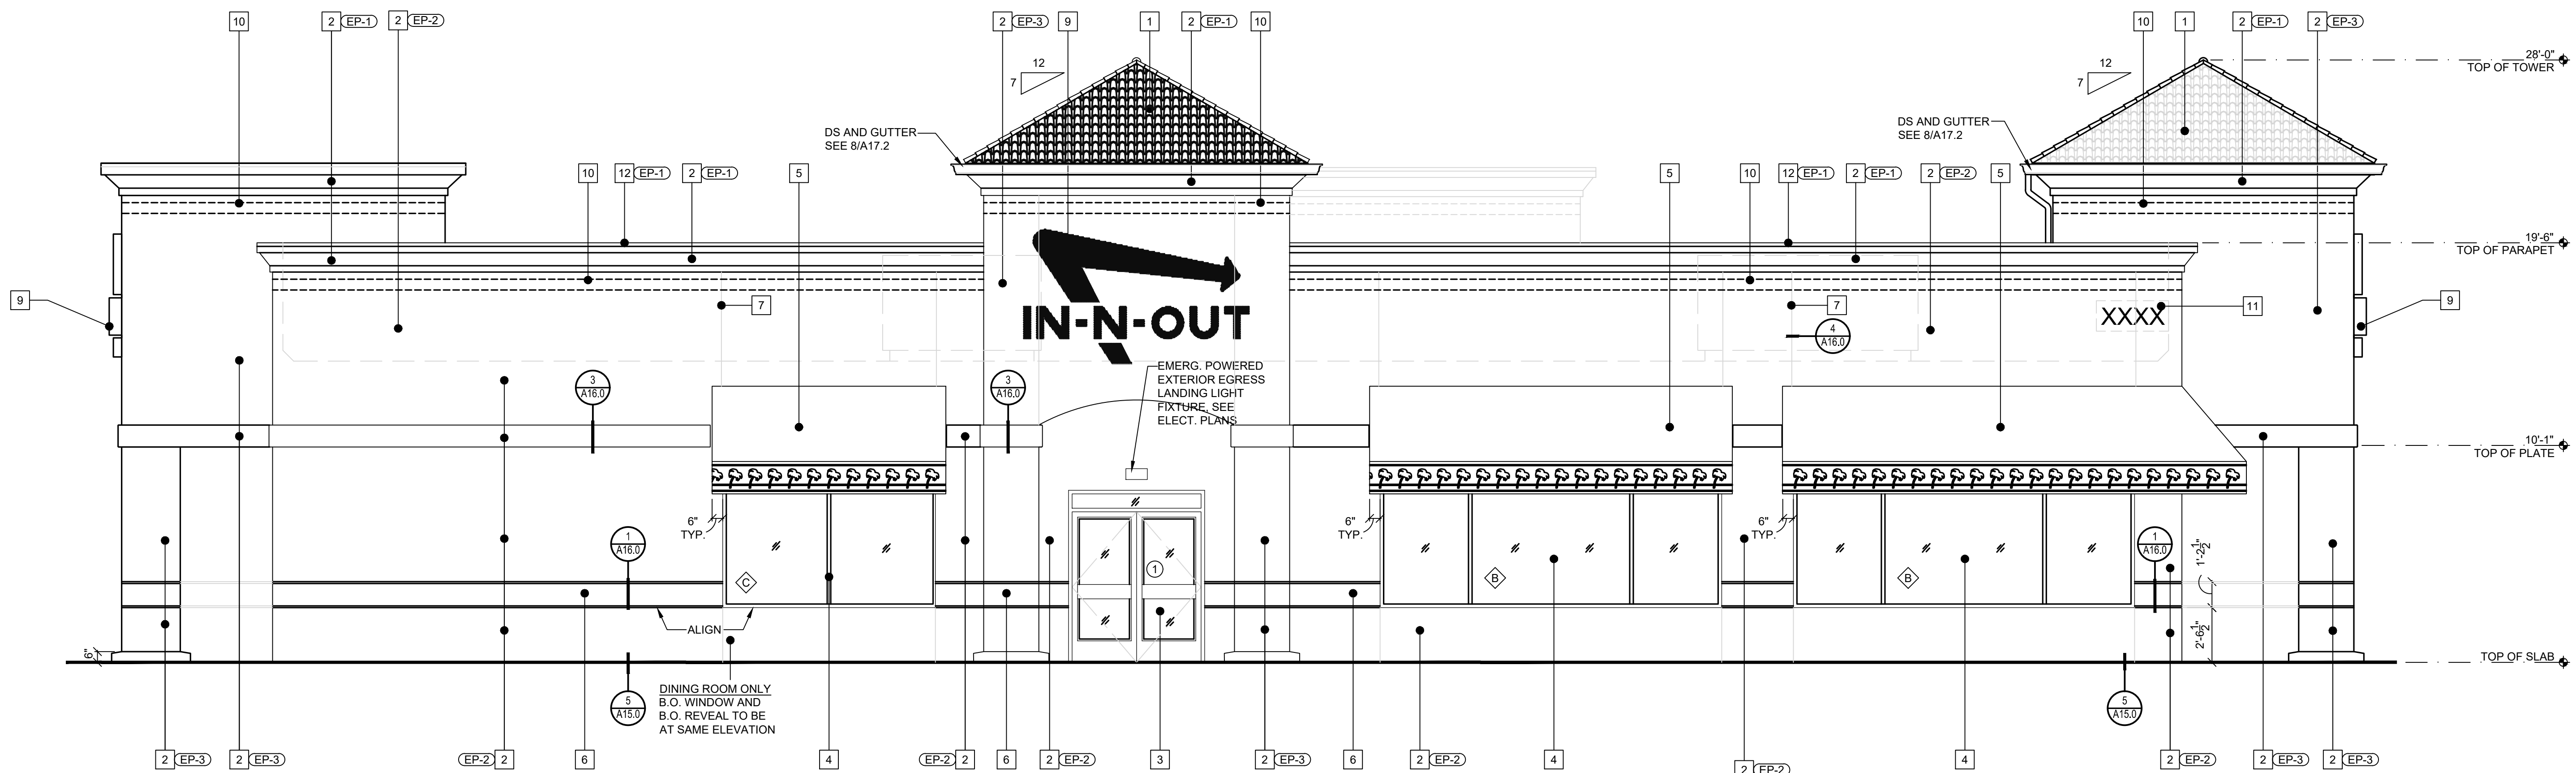 10
2 EP-1
2 EP-2
2 EP-3
9
1
2 EP-1
10
10
1
2 EP-1
2 EP-3
12
7
12
7
28'-0"
TOP OF TOWER
DS AND GUTTER
SEE 8/A17.2
DS AND GUTTER
SEE 8/A17.2
10
12 EP-1
2 EP-1
5
5
10
12 EP-1
2 EP-1
2 EP-2
5
19'-6"
TOP OF PARAPET
9
7
IN-N-OUT
7
XXXX
11
9
4
A16.0
EMERG. POWERED
EXTERIOR EGRESS
LANDING LIGHT
FIXTURE, SEE
ELECT. PLANS
3
A16.0
3
A16.0
10'-1"
TOP OF PLATE
6"
TYP.
6"
TYP.
6"
TYP.
1
A16.0
1
A16.0
1'-2 1/2"
C
1
B
B
6
6
6
ALIGN
2'-6 1/2"
6"
TOP OF SLAB
5
A15.0
DINING ROOM ONLY
B.O. WINDOW AND
B.O. REVEAL TO BE
AT SAME ELEVATION
5
A15.0
2 EP-3
2 EP-3
EP-2 2
6
4
EP-2 2
6
2 EP-2
3
2 EP-3
6
2 EP-2
4
2 EP-2
4
2 EP-2
2 EP-3
2 EP-3